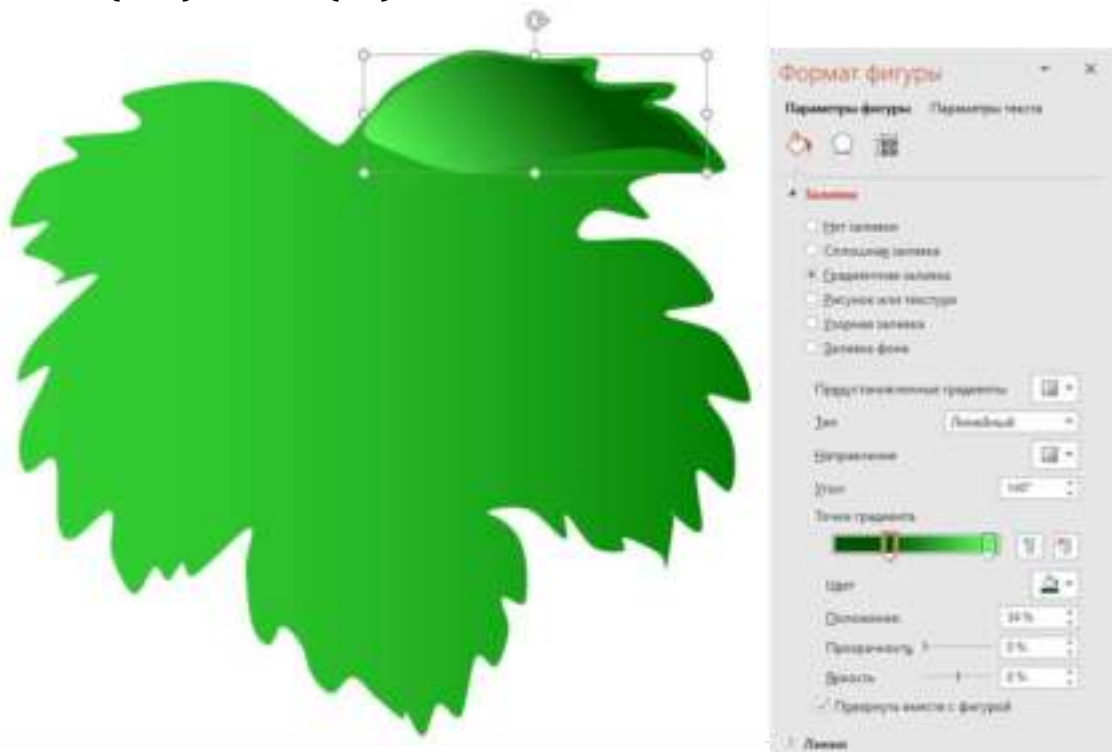 Формат фигуры
Параметры фигуры Параметры текста
Заливка
Нет заливки
Сплошная заливка
Градиентная заливка
Рисунок или текстура
Узорная заливка
Заливка фона
Предустановленные градиенты
Тип Линейный
Направление
Угол 140°
Точки градиента
Цвет
Положение 34 %
Прозрачность 0 %
Яркость 0 %
Повернуть вместе с фигурой
Линия